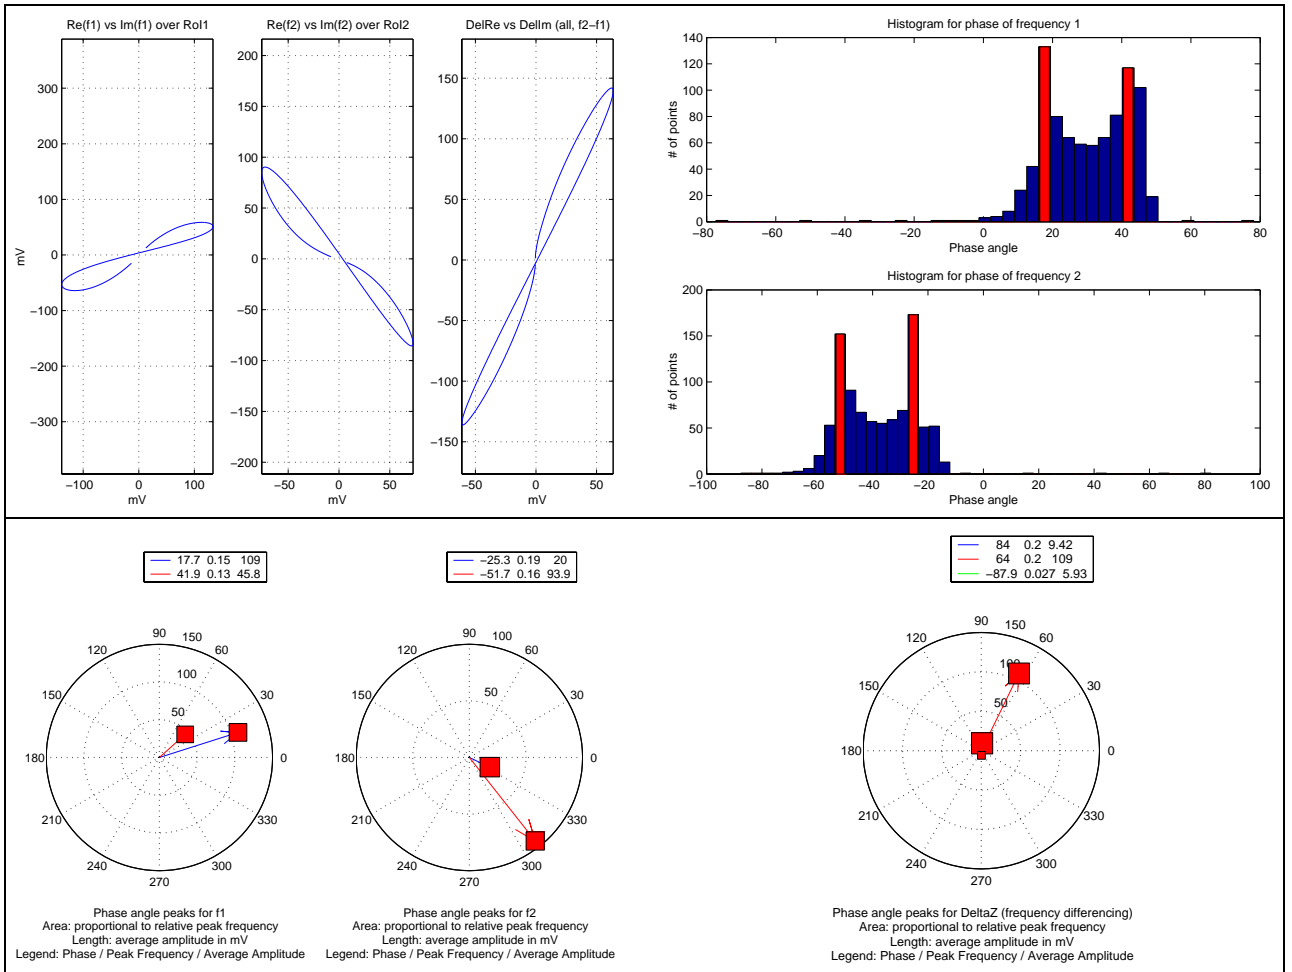 Re(f1) vs Im(f1) over RoI1
300
200
100
0
−100
−200
−300
mV
−100 0 100
mV
Re(f2) vs Im(f2) over RoI2
200
150
100
50
0
−50
−100
−150
−200
−50 0 50
mV
DelRe vs DelIm (all, f2−f1)
150
100
50
0
−50
−100
−150
−50 0 50
mV
Histogram for phase of frequency 1
140
120
100
80
60
40
20
0
# of points
−80 −60 −40 −20 0 20 40 60 80
Phase angle
Histogram for phase of frequency 2
200
150
100
50
0
# of points
−100 −80 −60 −40 −20 0 20 40 60 80 100
Phase angle
17.7 0.15 109
41.9 0.13 45.8
90 150
120 60
100
150 30
50
180 0
210 330
240 300
270
Phase angle peaks for f1
Area: proportional to relative peak frequency
Length: average amplitude in mV
Legend: Phase / Peak Frequency / Average Amplitude
−25.3 0.19 20
−51.7 0.16 93.9
90 100
120 60
150 50 30
180 0
210 330
240 300
270
Phase angle peaks for f2
Area: proportional to relative peak frequency
Length: average amplitude in mV
Legend: Phase / Peak Frequency / Average Amplitude
84 0.2 9.42
64 0.2 109
−87.9 0.027 5.93
90 150
120 60
100
150 30
50
180 0
210 330
240 300
270
Phase angle peaks for DeltaZ (frequency differencing)
Area: proportional to relative peak frequency
Length: average amplitude in mV
Legend: Phase / Peak Frequency / Average Amplitude